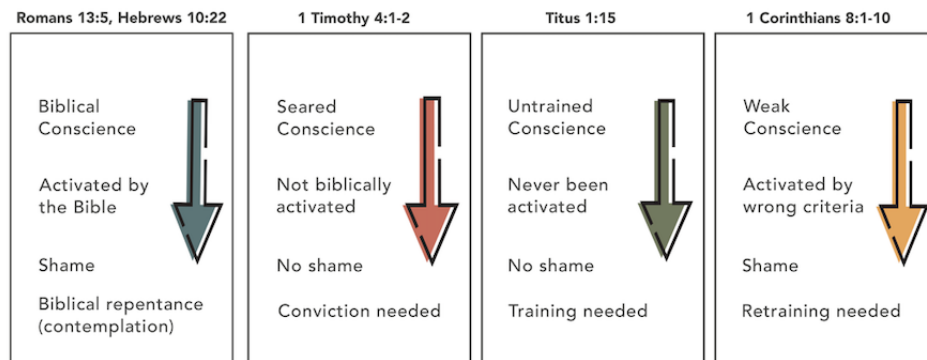 Romans 13:5, Hebrews 10:22
Biblical
Conscience
Activated by
the Bible
Shame
Biblical repentance
(contemplation)
1 Timothy 4:1-2
Seared
Conscience
Not biblically
activated
No shame
Conviction needed
Titus 1:15
Untrained
Conscience
Never been
activated
No shame
Training needed
1 Corinthians 8:1-10
Weak
Conscience
Activated by
wrong criteria
Shame
Retraining needed